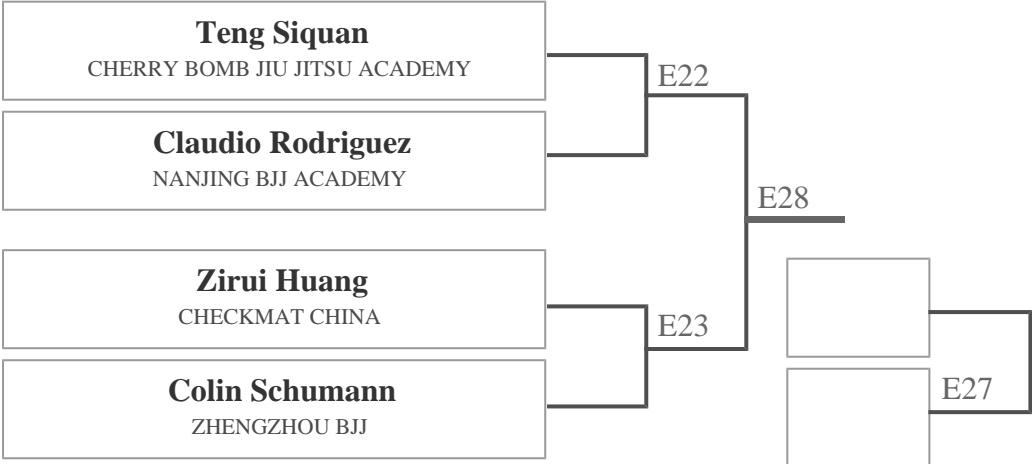 Teng Siquan
CHERRY BOMB JIU JITSU ACADEMY
E22
Claudio Rodriguez
NANJING BJJ ACADEMY
E28
Zirui Huang
CHECKMAT CHINA
E23
Colin Schumann
ZHENGZHOU BJJ
E27